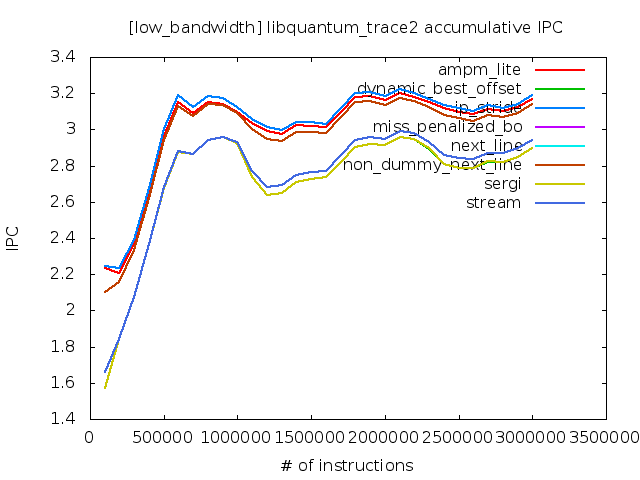 [low_bandwidth] libquantum_trace2 accumulative IPC
3.4
3.2
3
2.8
2.6
2.4
2.2
2
1.8
1.6
1.4
IPC
ampm_lite
dynamic_best_offset
ip_stride
miss_penalized_bo
next_line
non_dummy_next_line
sergi
stream
0 500000 1000000 1500000 2000000 2500000 3000000 3500000
# of instructions